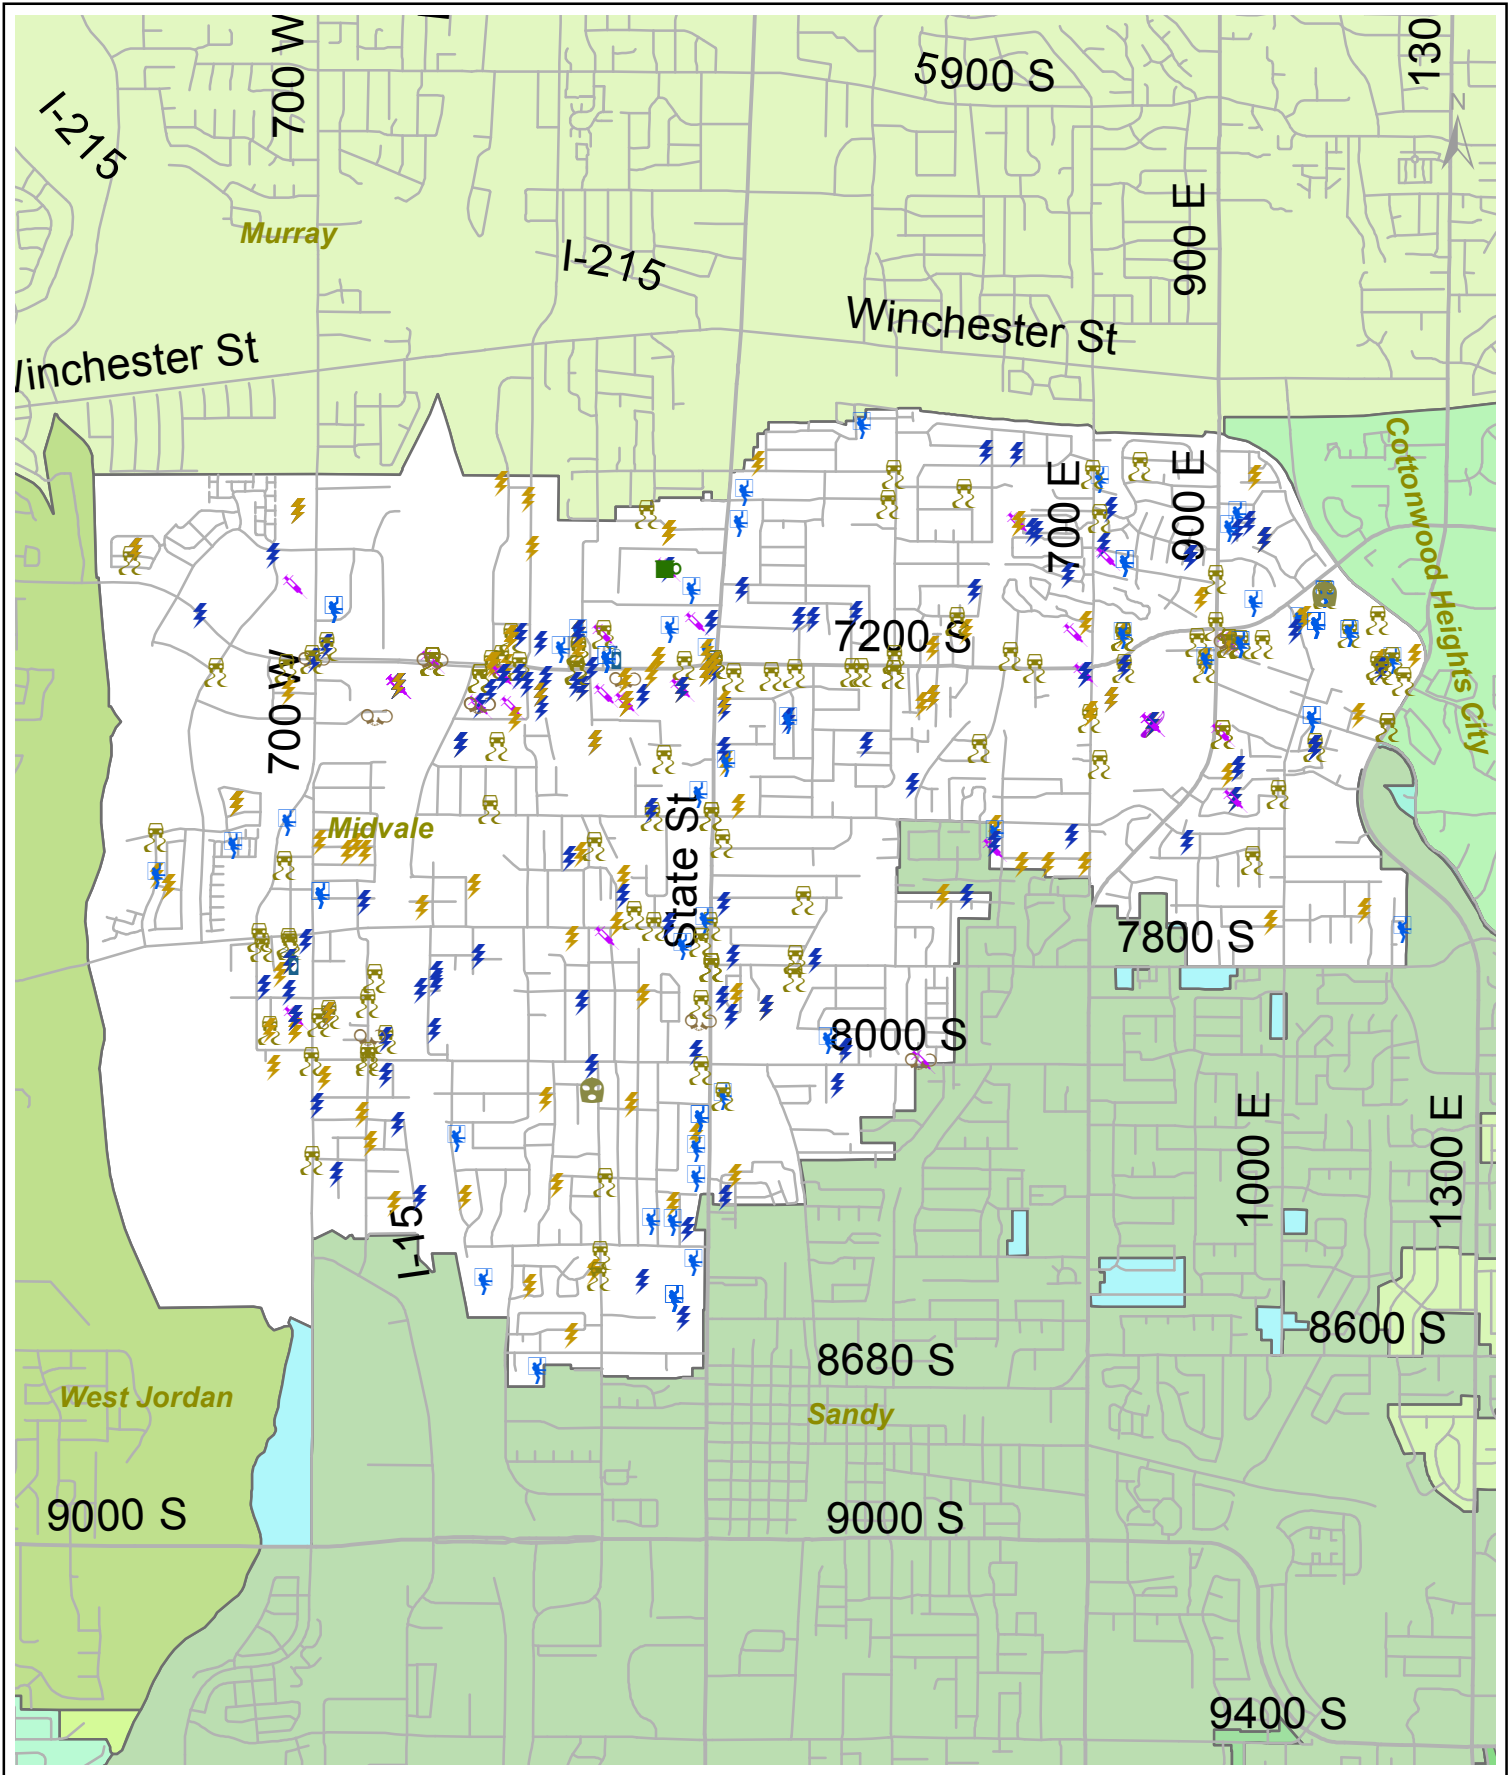 700 W
5900 S
130
I-215
N
Murray
900 E
I-215
Winchester St
Winchester St
Cottonwood Heights City
700 E
900 E
7200 S
700 W
State St
Midvale
7800 S
8000 S
1000 E
1300 E
I-15
8600 S
8680 S
West Jordan
Sandy
9000 S
9000 S
9400 S